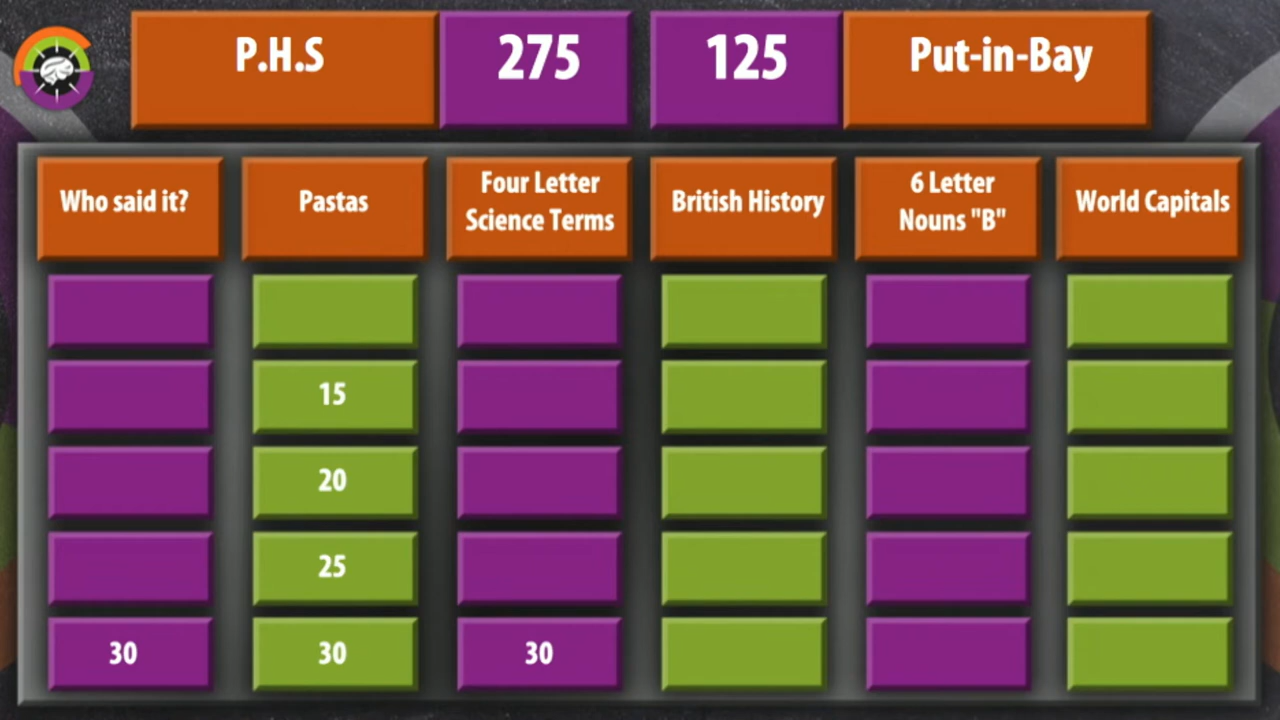 P.H.S
275
125
Put-in-Bay
Who said it?
Pastas
Four Letter
Science Terms
British History
6 Letter
Nouns "B"
World Capitals
15
20
25
30
30
30